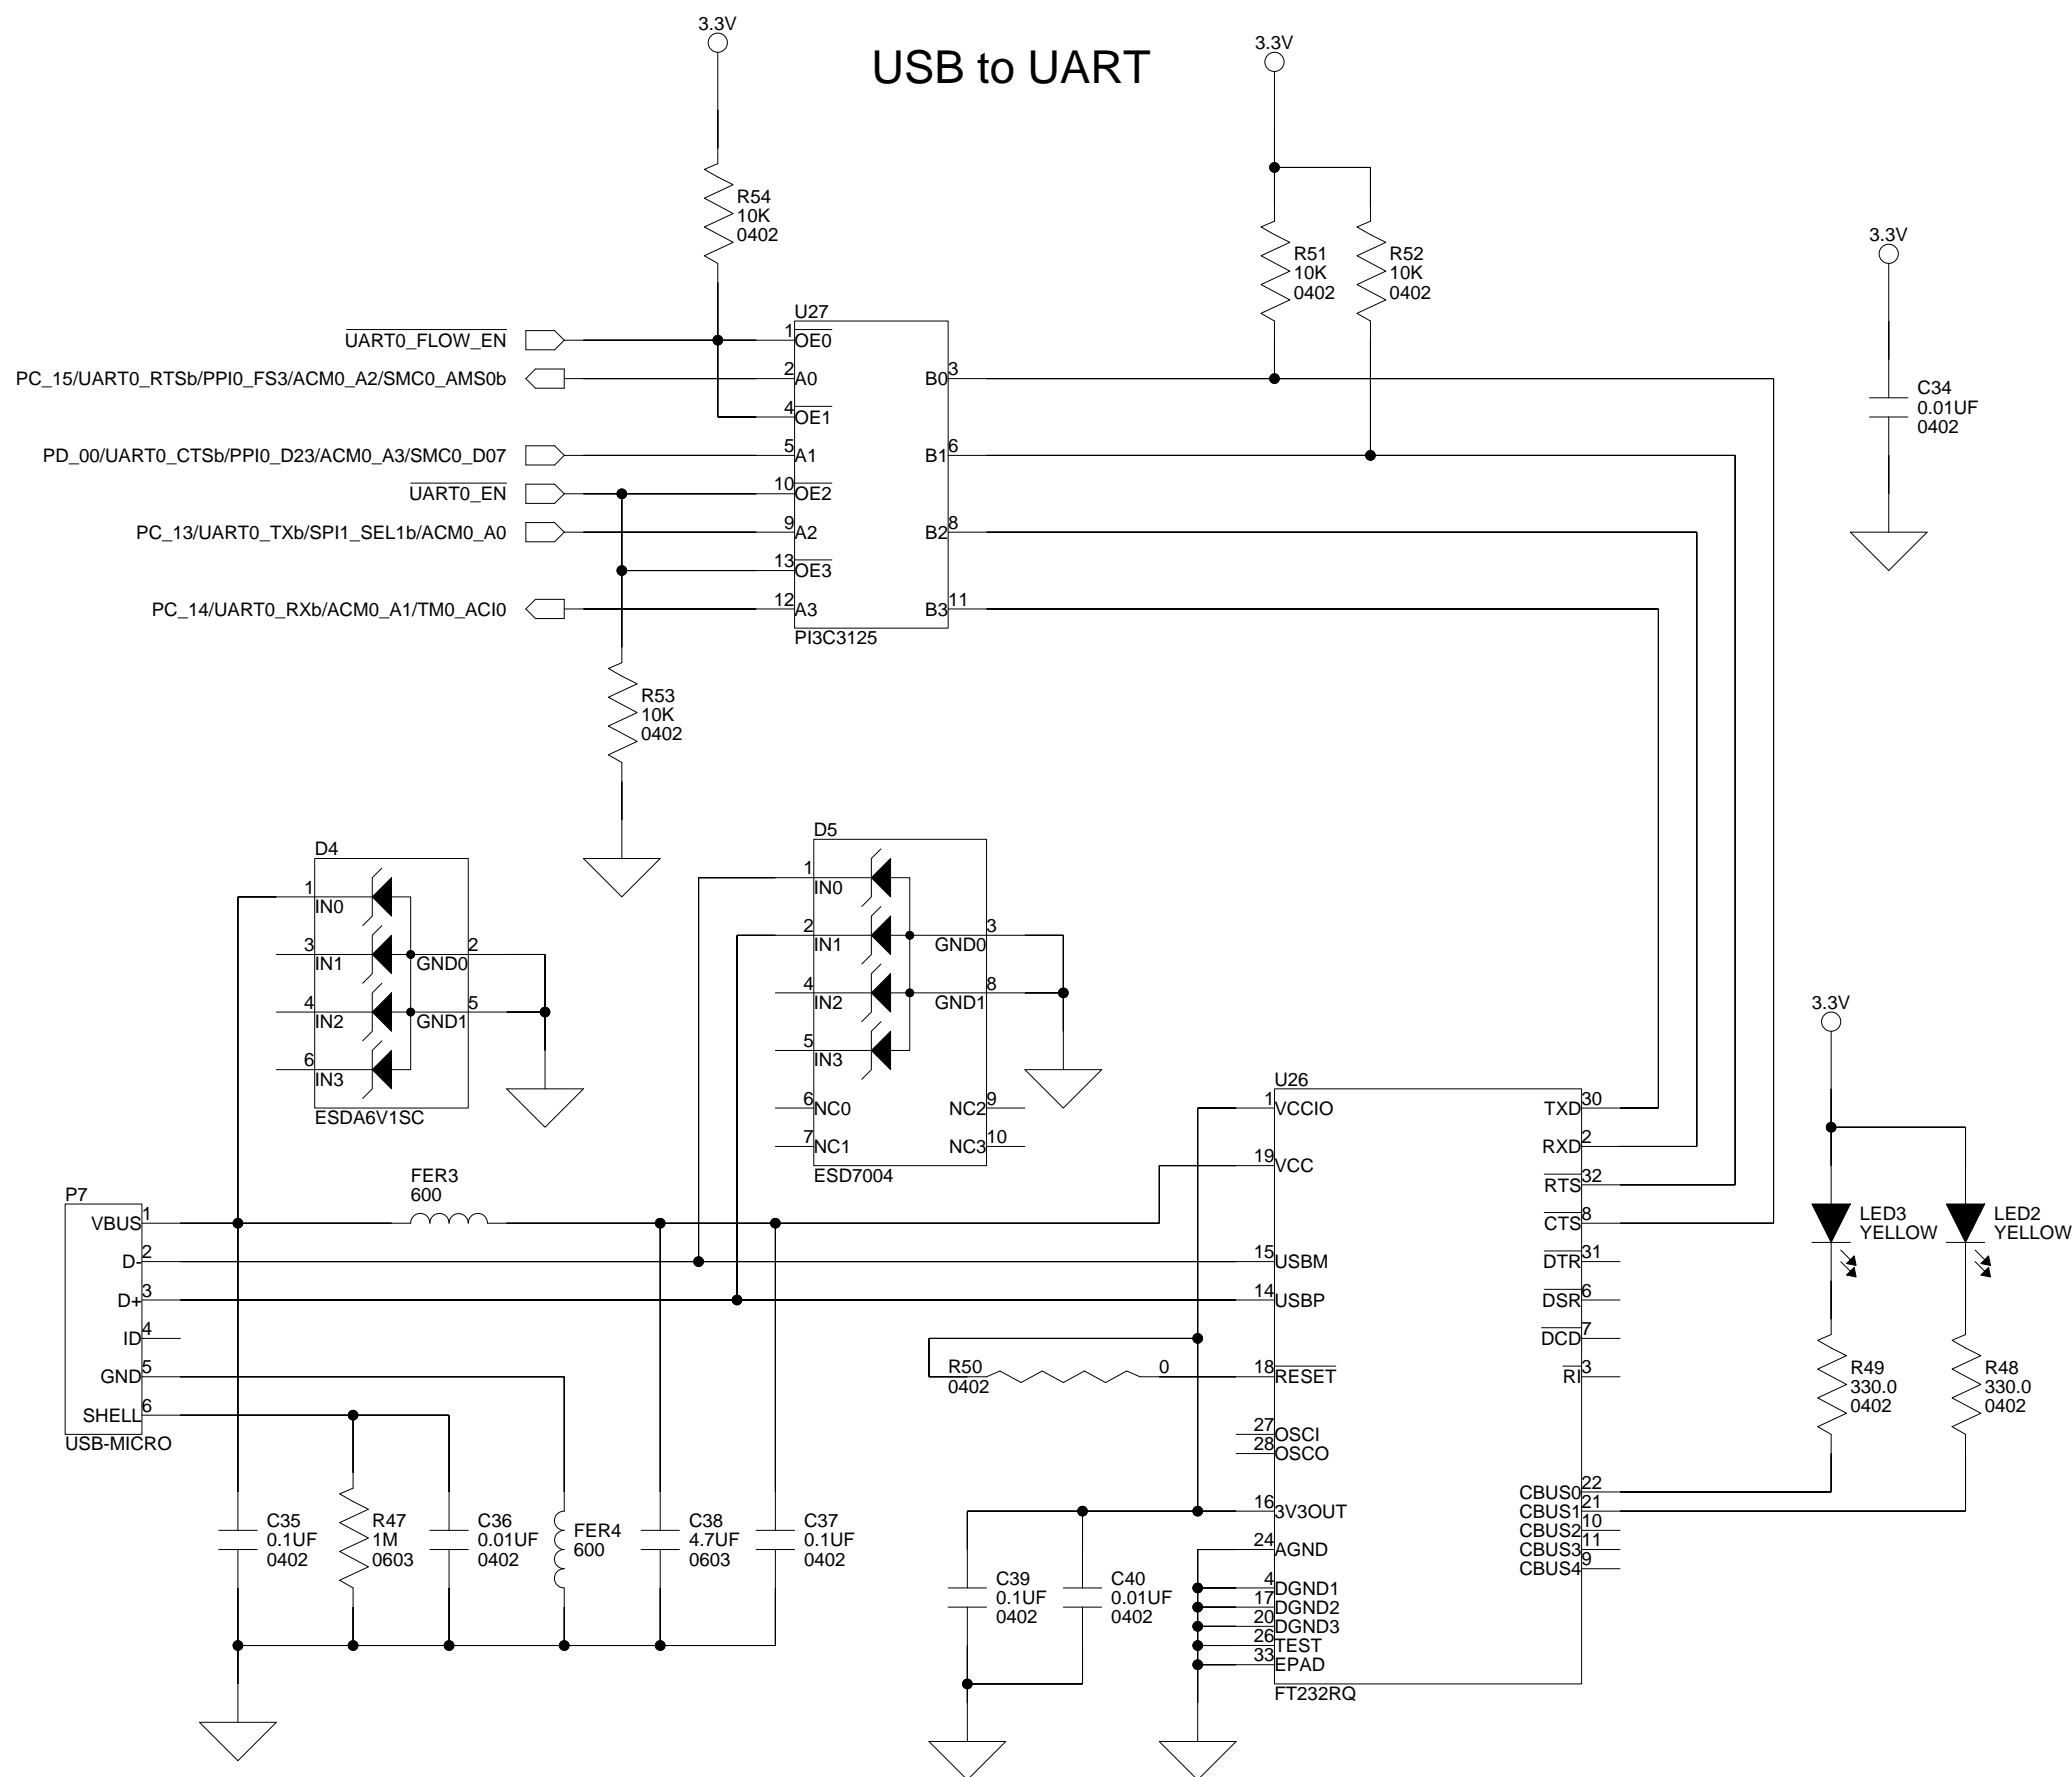 USB to UART
3.3V
3.3V
R54
10K
0402
R51
10K
0402
R52
10K
0402
3.3V
C34
0.01UF
0402
UART0_FLOW_EN
PC_15/UART0_RTSb/PPI0_FS3/ACM0_A2/SMC0_AMS0b
PD_00/UART0_CTSb/PPI0_D23/ACM0_A3/SMC0_D07
UART0_EN
PC_13/UART0_TXb/SPI1_SEL1b/ACM0_A0
PC_14/UART0_RXb/ACM0_A1/TM0_ACI0
U27
1 OE0
2 A0 B0 3
4 OE1
5 A1 B1 6
10 OE2
9 A2 B2 8
13 OE3
12 A3 B3 11
PI3C3125
R53
10K
0402
D4
1 IN0
3 IN1 GND0 2
4 IN2 GND1 5
6 IN3
ESDA6V1SC
D5
1 IN0
2 IN1 GND0 3
4 IN2 GND1 8
5 IN3
6 NC0 NC2 9
7 NC1 NC3 10
ESD7004
FER3
600
P7
VBUS 1
D- 2
D+ 3
ID 4
GND 5
SHELL 6
USB-MICRO
C35
0.1UF
0402
R47
1M
0603
C36
0.01UF
0402
FER4
600
C38
4.7UF
0603
C37
0.1UF
0402
R50 0
0402
C39
0.1UF
0402
C40
0.01UF
0402
U26
1 VCCIO TXD 30
RXD 2
19 VCC
RTS 32
CTS 8
15 USBM DTR 31
14 USBP DSR 6
DCD 7
18 RESET RI 3
27 OSCI
28 OSCO
CBUS0 22
16 3V3OUT CBUS1 21
CBUS2 10
24 AGND CBUS3 11
CBUS4 9
4 DGND1
17 DGND2
20 DGND3
26 TEST
33 EPAD
FT232RQ
3.3V
LED3
YELLOW
LED2
YELLOW
R49
330.0
0402
R48
330.0
0402